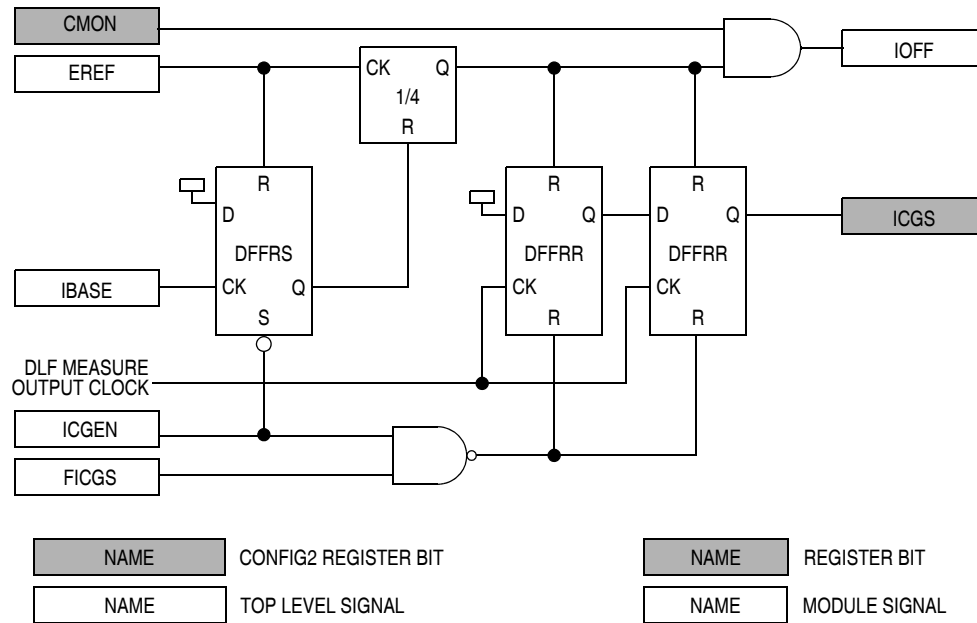 CMON
IOFF
EREF
CK Q
1/4
R
R
R
R
D
D Q
D Q
ICGS
DFFRS
DFFRR
DFFRR
IBASE
CK Q
CK
CK
S
R
R
DLF MEASURE
OUTPUT CLOCK
ICGEN
FICGS
NAME CONFIG2 REGISTER BIT
NAME REGISTER BIT
NAME TOP LEVEL SIGNAL
NAME MODULE SIGNAL